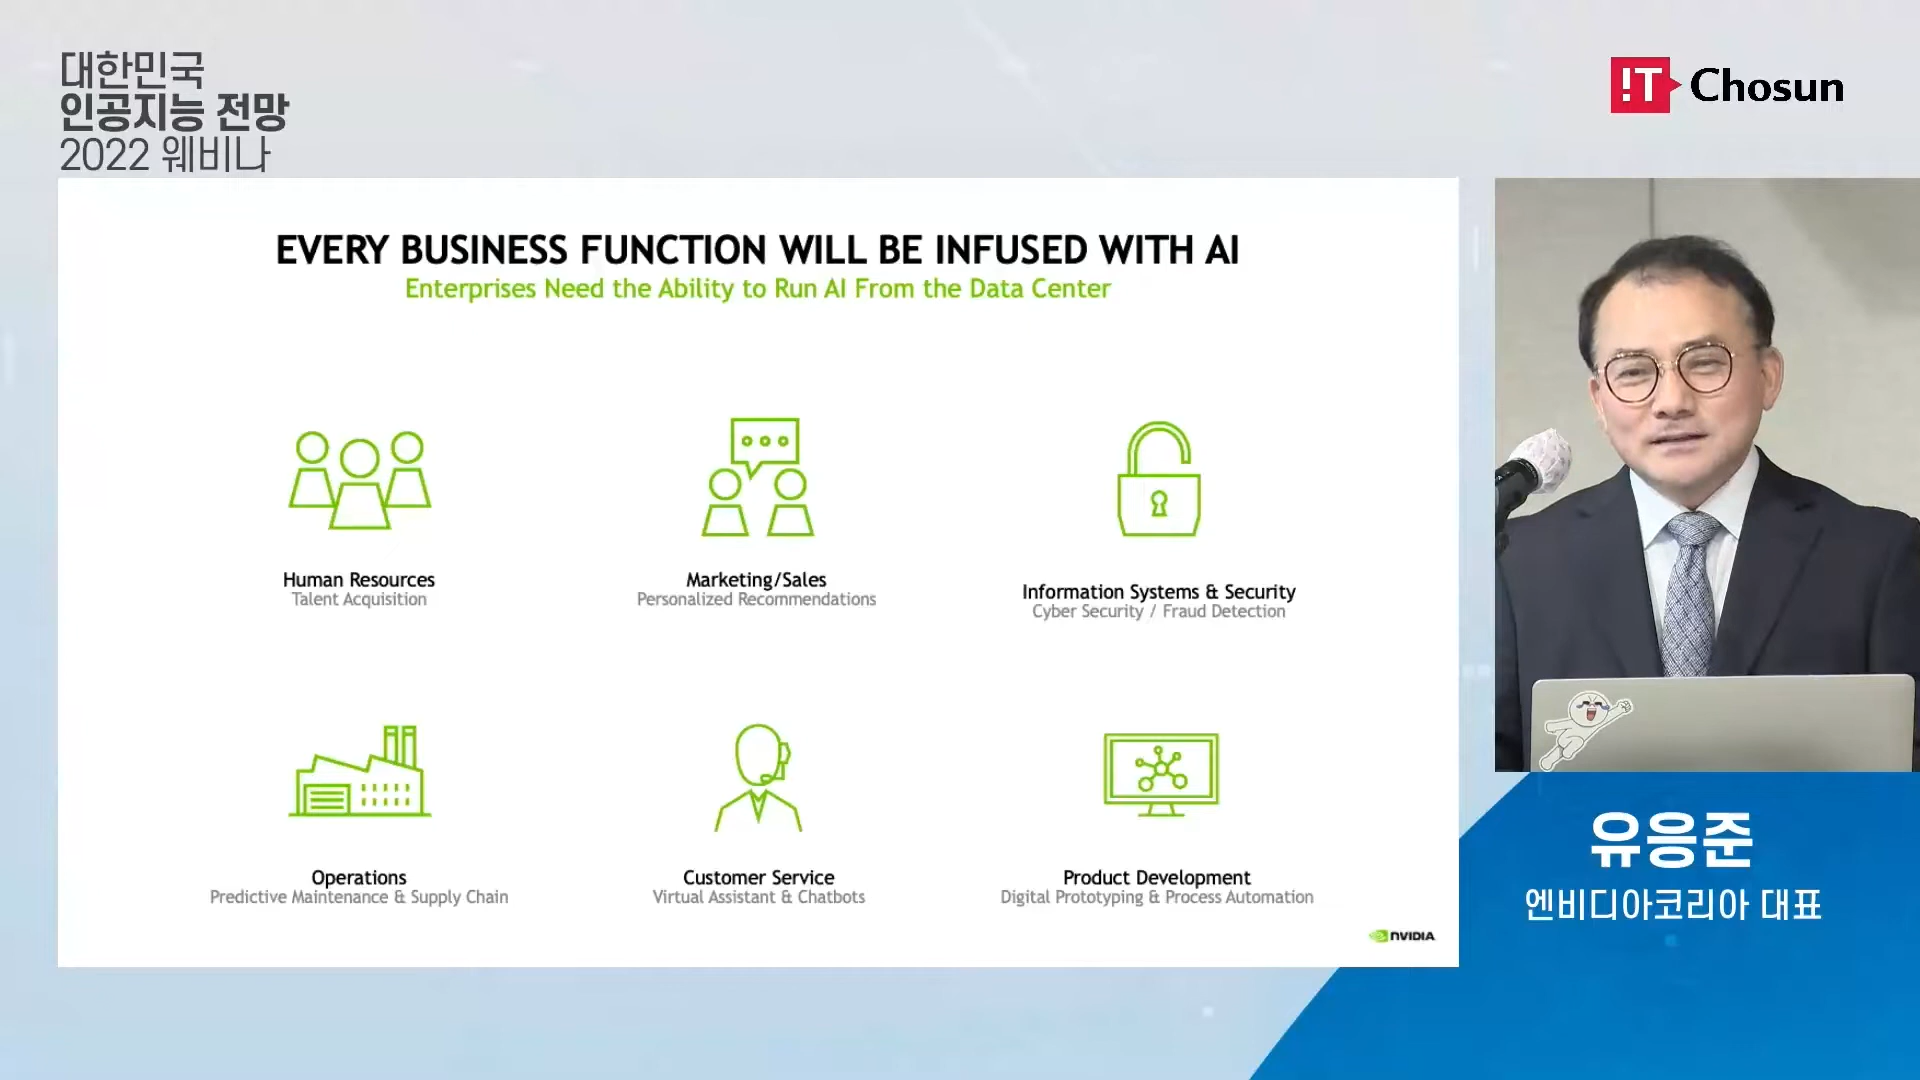 대한민국
인공지능 전망
2022 웨비나
!T Chosun
EVERY BUSINESS FUNCTION WILL BE INFUSED WITH AI
Enterprises Need the Ability to Run AI From the Data Center
Human Resources
Talent Acquisition
Marketing/Sales
Personalized Recommendations
Information Systems & Security
Cyber Security / Fraud Detection
Operations
Predictive Maintenance & Supply Chain
Customer Service
Virtual Assistant & Chatbots
Product Development
Digital Prototyping & Process Automation
NVIDIA
유응준
엔비디아코리아 대표